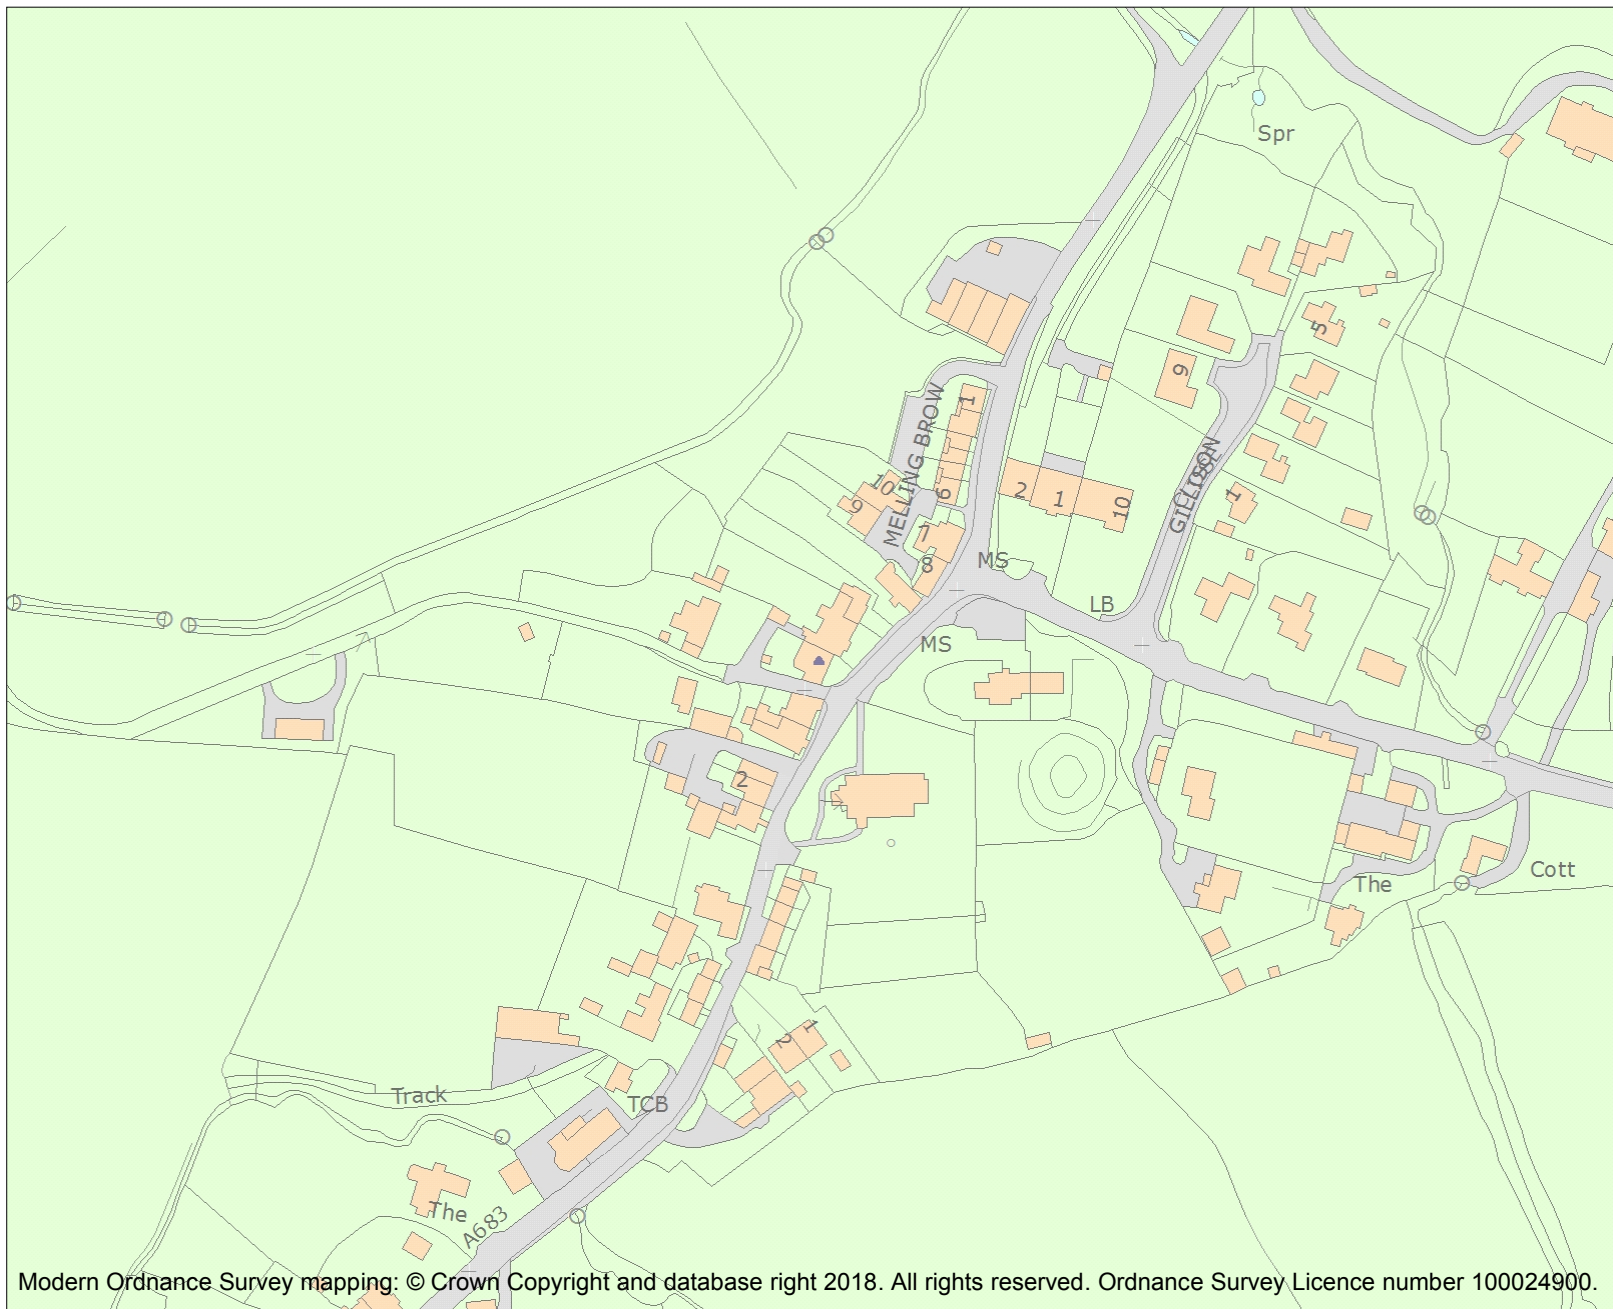 Spr
5
9
1
MELLING BROW
10
9
6
2
1
10
GILLISON
CLOSE
1
7
8
MS
LB
MS
2
The
Cott
1
2
Track
TCB
The
A683
Modern Ordnance Survey mapping: © Crown Copyright and database right 2018. All rights reserved. Ordnance Survey Licence number 100024900.